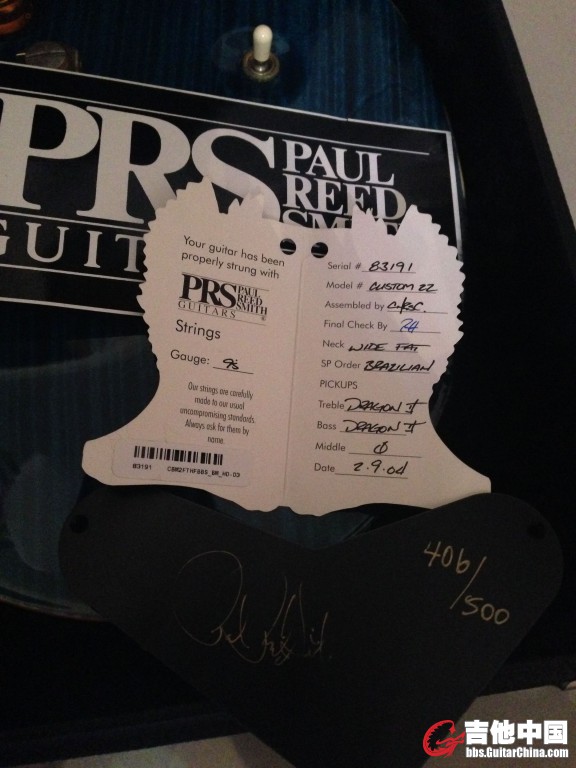 PRS PAUL
REED
SMITH
GUIT
Your guitar has been
properly strung with
PRS PAUL
REED
SMITH
GUITARS
Strings
Gauge: 9s
Our strings are carefully
made to our usual
uncompromising standards.
Always ask for them by
name.
83191
Serial # 83191
Model # CUSTOM 22
Assembled by
Final Check By
Neck WIDE FAT
SP Order BRAZILIAN
PICKUPS
Treble DRAGON II
Bass DRAGON II
Middle Ø
Date 2.9.04
406/500
吉他中国
bbs.GuitarChina.com